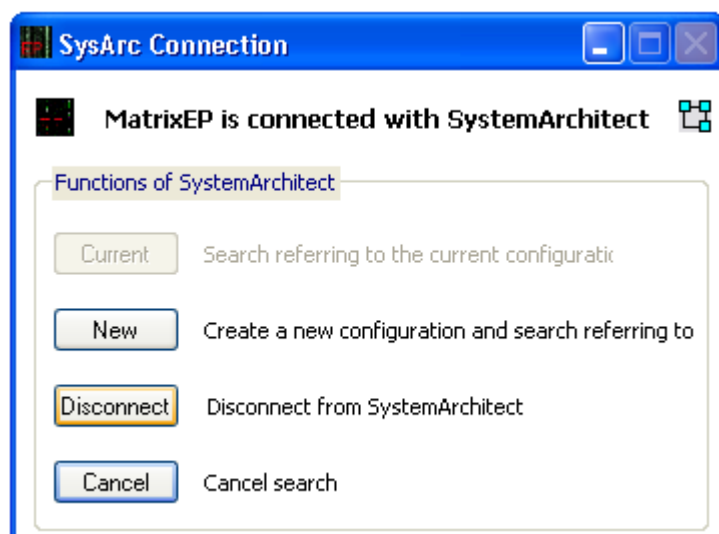 SysArc Connection
MatrixEP is connected with SystemArchitect
Functions of SystemArchitect
Current Search referring to the current configuratic
New Create a new configuration and search referring to
Disconnect Disconnect from SystemArchitect
Cancel Cancel search